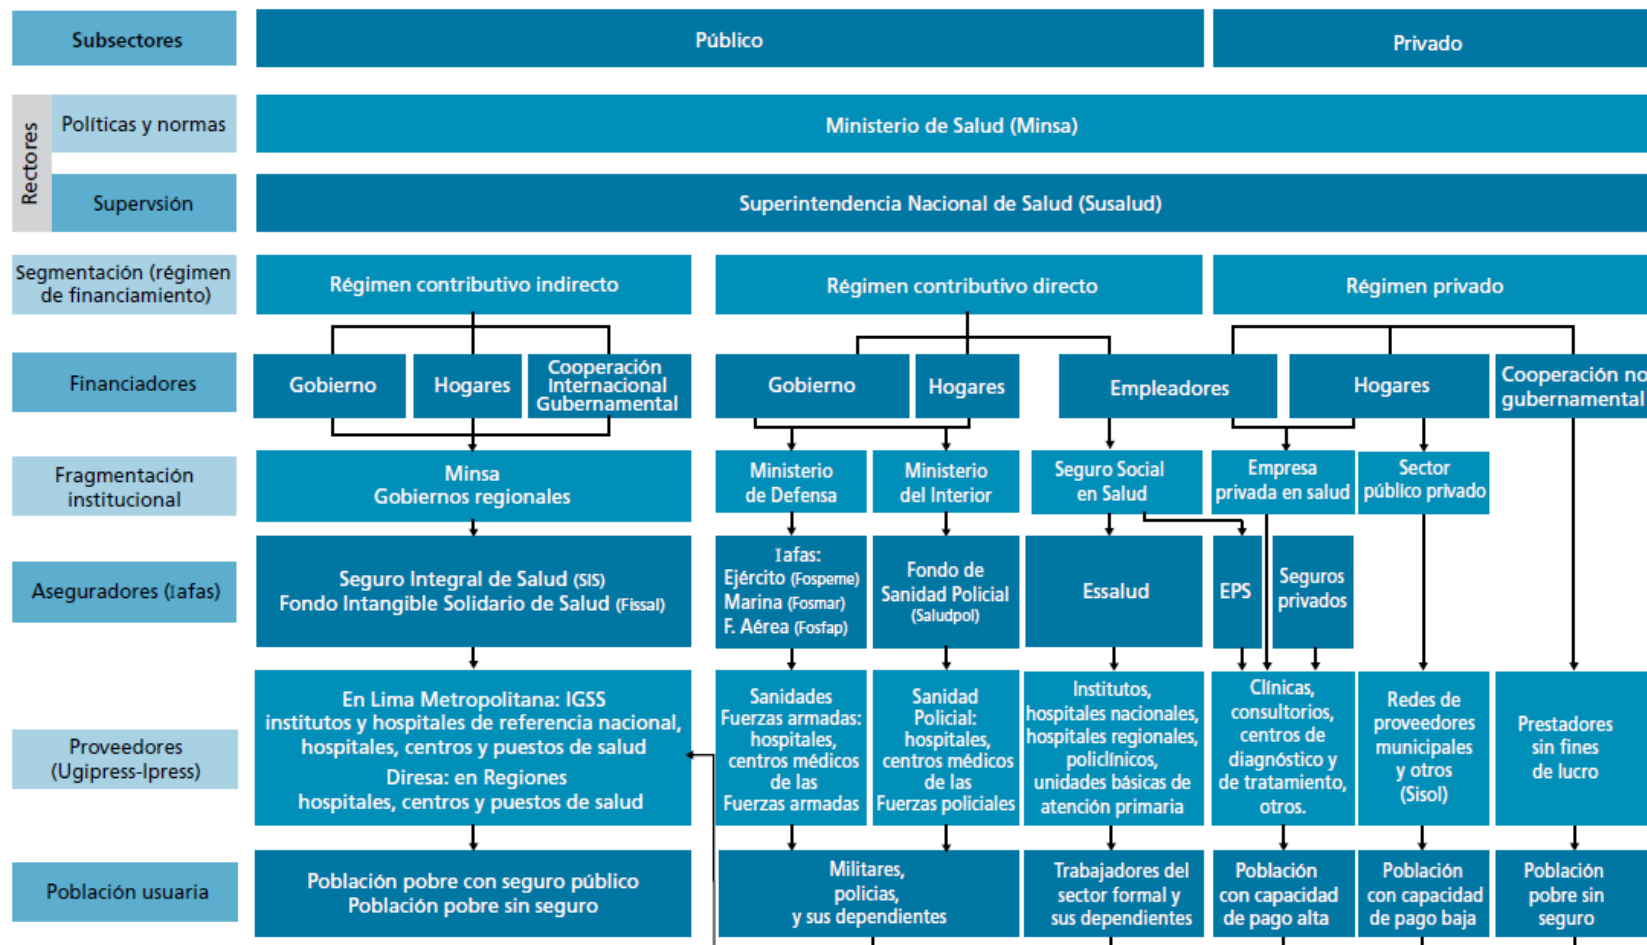 Subsectores
Público
Privado
Rectores
Políticas y normas
Ministerio de Salud (Minsa)
Supervsión
Superintendencia Nacional de Salud (Susalud)
Segmentación (régimen
de financiamiento)
Régimen contributivo indirecto
Régimen contributivo directo
Régimen privado
Financiadores
Gobierno
Hogares
Cooperación
Internacional
Gubernamental
Gobierno
Hogares
Empleadores
Hogares
Cooperación no
gubernamental
Fragmentación
institucional
Minsa
Gobiernos regionales
Ministerio
de Defensa
Ministerio
del Interior
Seguro Social
en Salud
Empresa
privada en salud
Sector
público privado
Aseguradores (Iafas)
Seguro Integral de Salud (SIS)
Fondo Intangible Solidario de Salud (Fissal)
Iafas:
Ejército (Fospeme)
Marina (Fosmar)
F. Aérea (Fosfap)
Fondo de
Sanidad Policial
(Saludpol)
Essalud
EPS
Seguros
privados
Proveedores
(Ugipress-Ipress)
En Lima Metropolitana: IGSS
institutos y hospitales de referencia nacional,
hospitales, centros y puestos de salud
Diresa: en Regiones
hospitales, centros y puestos de salud
Sanidades
Fuerzas armadas:
hospitales,
centros médicos
de las
Fuerzas armadas
Sanidad
Policial:
hospitales,
centros médicos
de las
Fuerzas policiales
Institutos,
hospitales nacionales,
hospitales regionales,
policlínicos,
unidades básicas de
atención primaria
Clínicas,
consultorios,
centros de
diagnóstico y
de tratamiento,
otros.
Redes de
proveedores
municipales
y otros
(Sisol)
Prestadores
sin fines
de lucro
Población usuaria
Población pobre con seguro público
Población pobre sin seguro
Militares,
policias,
y sus dependientes
Trabajadores del
sector formal y
sus dependientes
Población
con capacidad
de pago alta
Población
con capacidad
de pago baja
Población
pobre sin
seguro